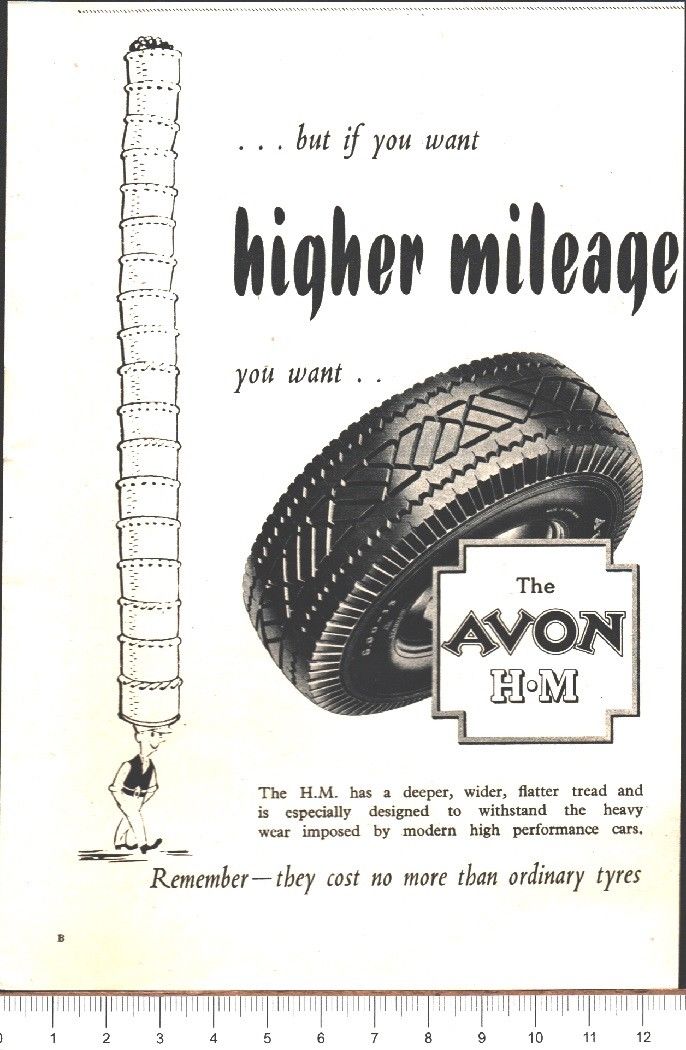 . . . but if you want
higher mileage
you want . .
The
AVON
H·M
The H.M. has a deeper, wider, flatter tread and
is especially designed to withstand the heavy
wear imposed by modern high performance cars.
Remember—they cost no more than ordinary tyres
B
0 1 2 3 4 5 6 7 8 9 10 11 12